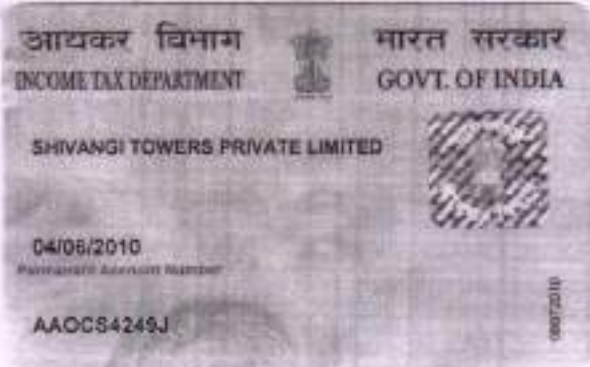 आयकर विभाग
भारत सरकार
INCOME TAX DEPARTMENT
GOVT. OF INDIA
SHIVANGI TOWERS PRIVATE LIMITED
04/06/2010
Permanent Account Number
AAOCS4249J